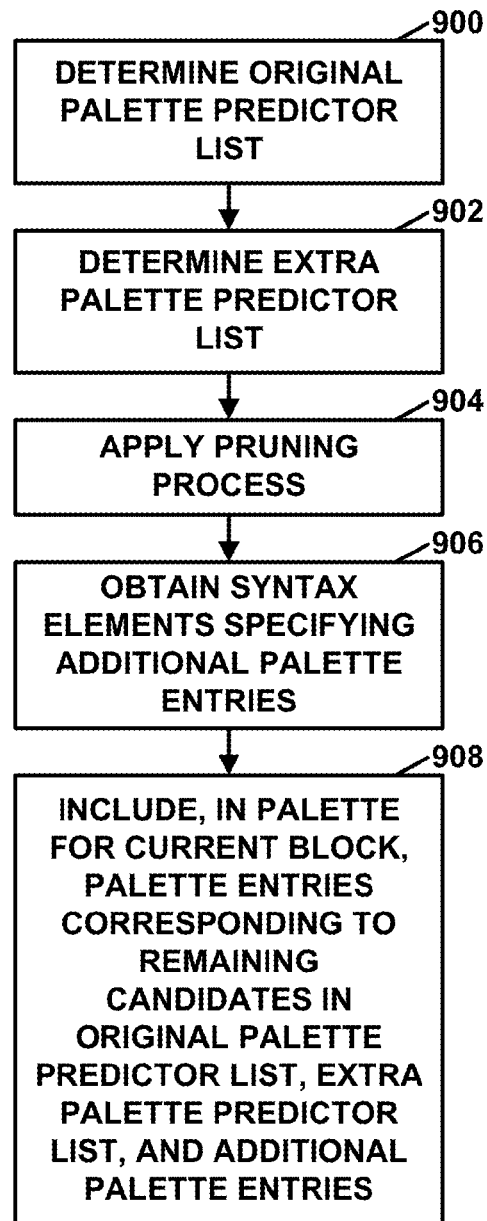 900
DETERMINE ORIGINAL
PALETTE PREDICTOR
LIST
902
DETERMINE EXTRA
PALETTE PREDICTOR
LIST
904
APPLY PRUNING
PROCESS
906
OBTAIN SYNTAX
ELEMENTS SPECIFYING
ADDITIONAL PALETTE
ENTRIES
908
INCLUDE, IN PALETTE
FOR CURRENT BLOCK,
PALETTE ENTRIES
CORRESPONDING TO
REMAINING
CANDIDATES IN
ORIGINAL PALETTE
PREDICTOR LIST, EXTRA
PALETTE PREDICTOR
LIST, AND ADDITIONAL
PALETTE ENTRIES